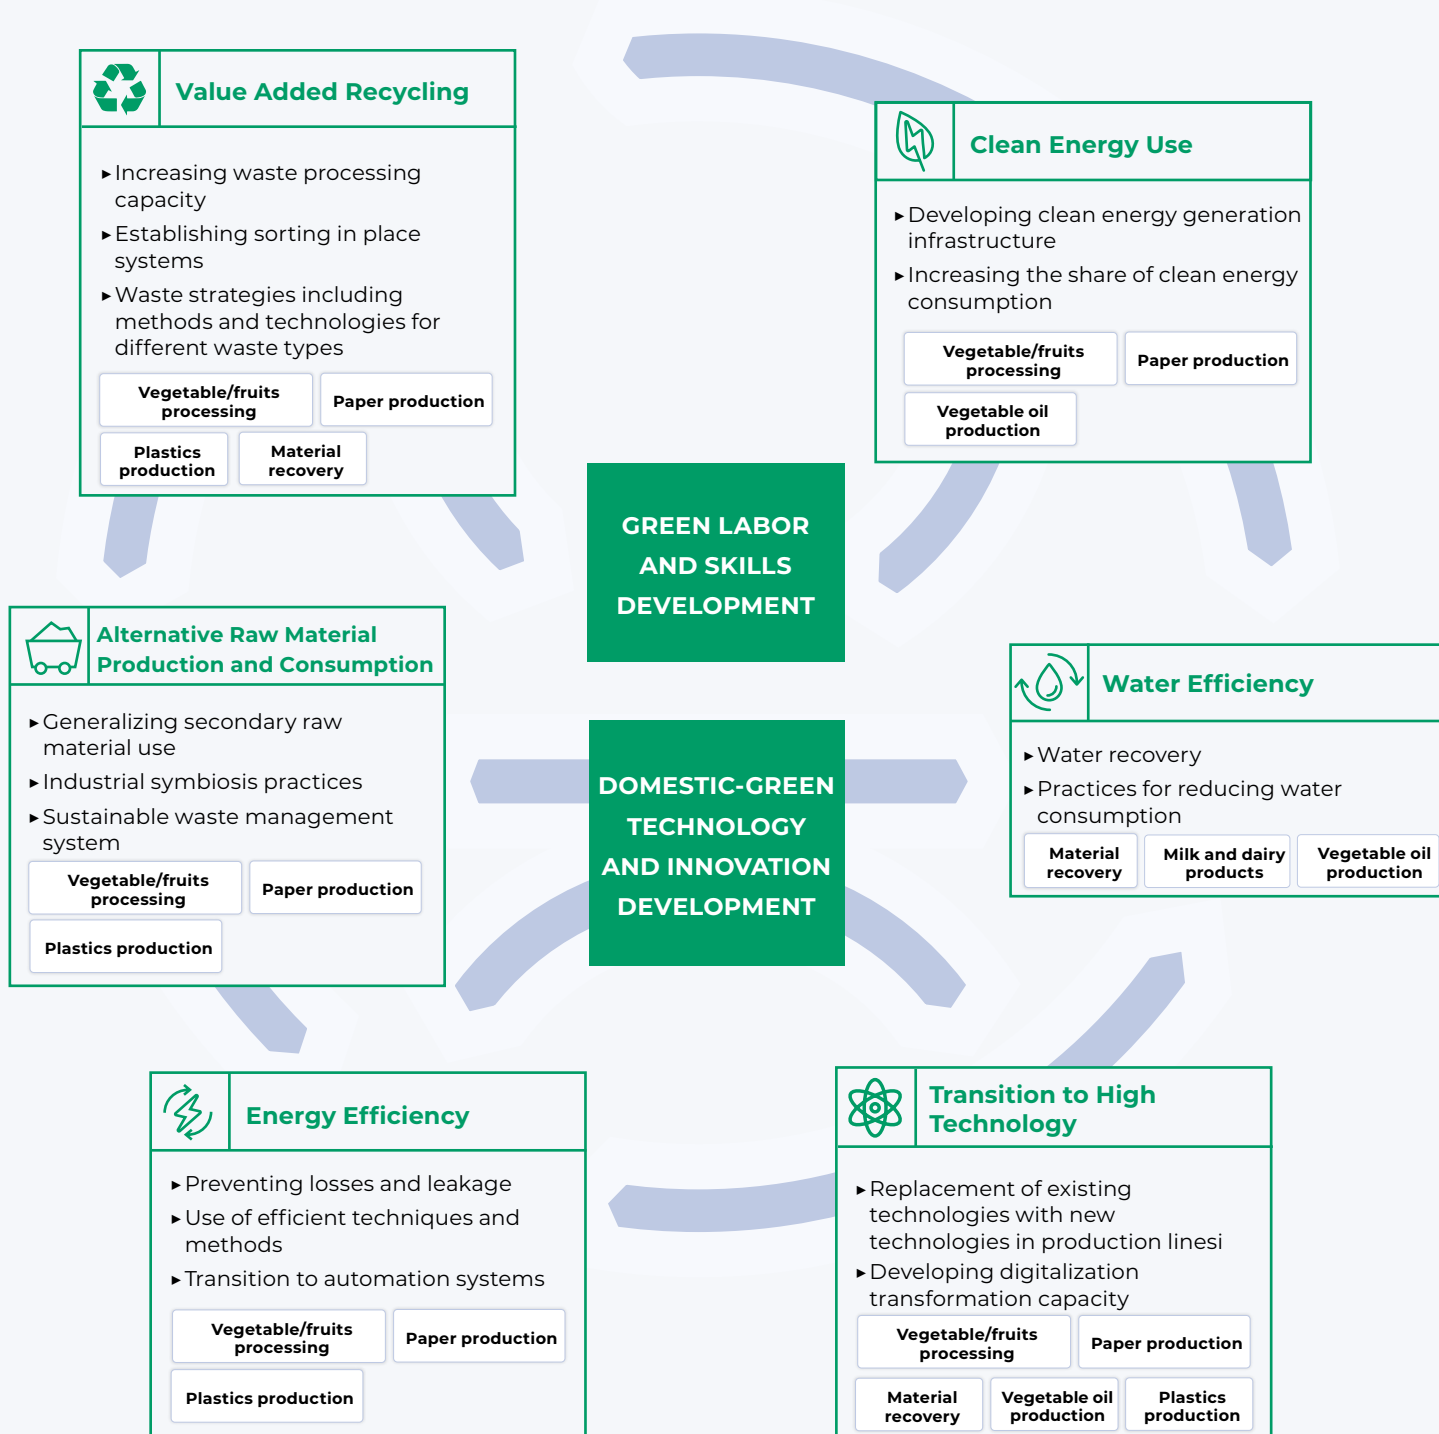 Value Added Recycling
►Increasing waste processing
capacity
►Establishing sorting in place
systems
►Waste strategies including
methods and technologies for
different waste types
Vegetable/fruits
processing
Paper production
Plastics
production
Material
recovery
Clean Energy Use
►Developing clean energy generation
infrastructure
►Increasing the share of clean energy
consumption
Vegetable/fruits
processing
Paper production
Vegetable oil
production
GREEN LABOR
AND SKILLS
DEVELOPMENT
Alternative Raw Material
Production and Consumption
►Generalizing secondary raw
material use
►Industrial symbiosis practices
►Sustainable waste management
system
Vegetable/fruits
processing
Paper production
Plastics production
DOMESTIC-GREEN
TECHNOLOGY
AND INNOVATION
DEVELOPMENT
Water Efficiency
►Water recovery
►Practices for reducing water
consumption
Material
recovery
Milk and dairy
products
Vegetable oil
production
Energy Efficiency
►Preventing losses and leakage
►Use of efficient techniques and
methods
►Transition to automation systems
Vegetable/fruits
processing
Paper production
Plastics production
Transition to High
Technology
►Replacement of existing
technologies with new
technologies in production linesi
►Developing digitalization
transformation capacity
Vegetable/fruits
processing
Paper production
Material
recovery
Vegetable oil
production
Plastics
production